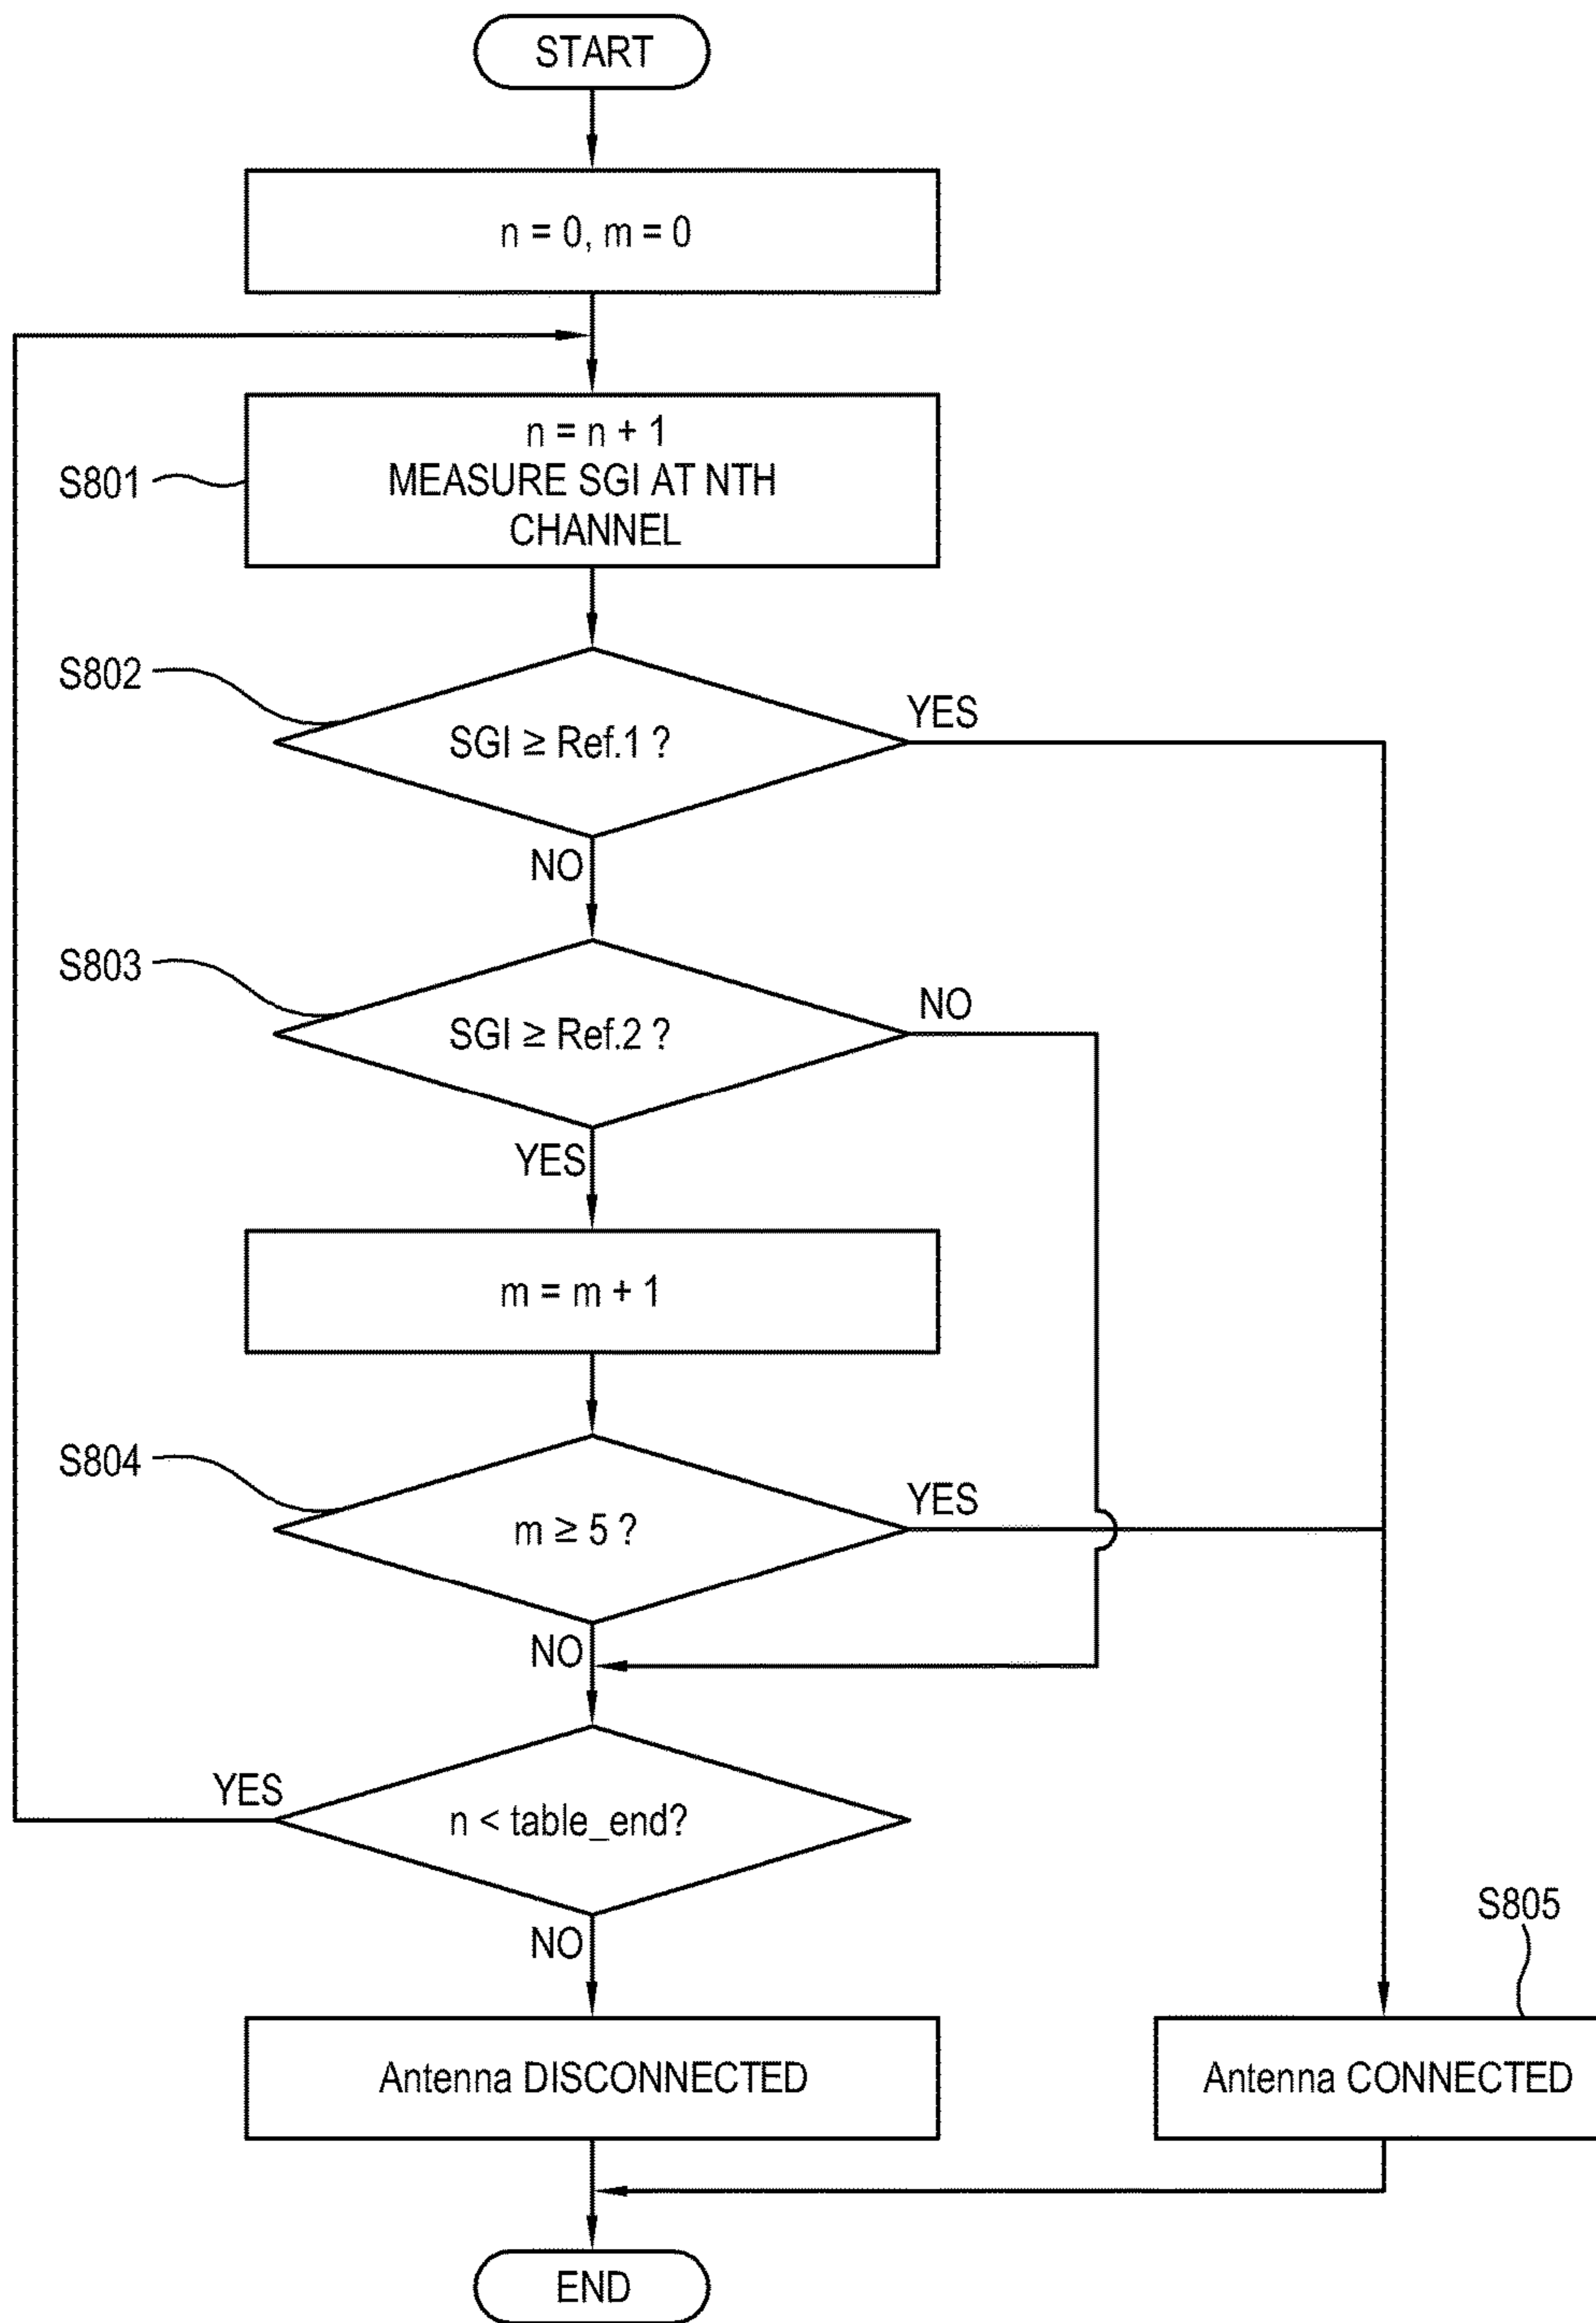 START
n = 0, m = 0
n = n + 1
S801
MEASURE SGI AT NTH
CHANNEL
S802
YES
SGI ≥ Ref.1 ?
NO
S803
NO
SGI ≥ Ref.2 ?
YES
m = m + 1
S804
YES
m ≥ 5 ?
NO
YES
n < table_end?
S805
NO
Antenna DISCONNECTED
Antenna CONNECTED
END